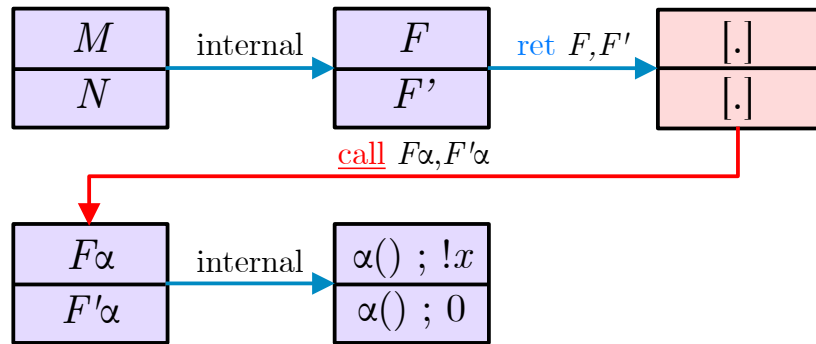 M internal F ret F,F' [.]
N F' [.]
call Fα,F'α
Fα internal α() ; !x
F'α α() ; 0